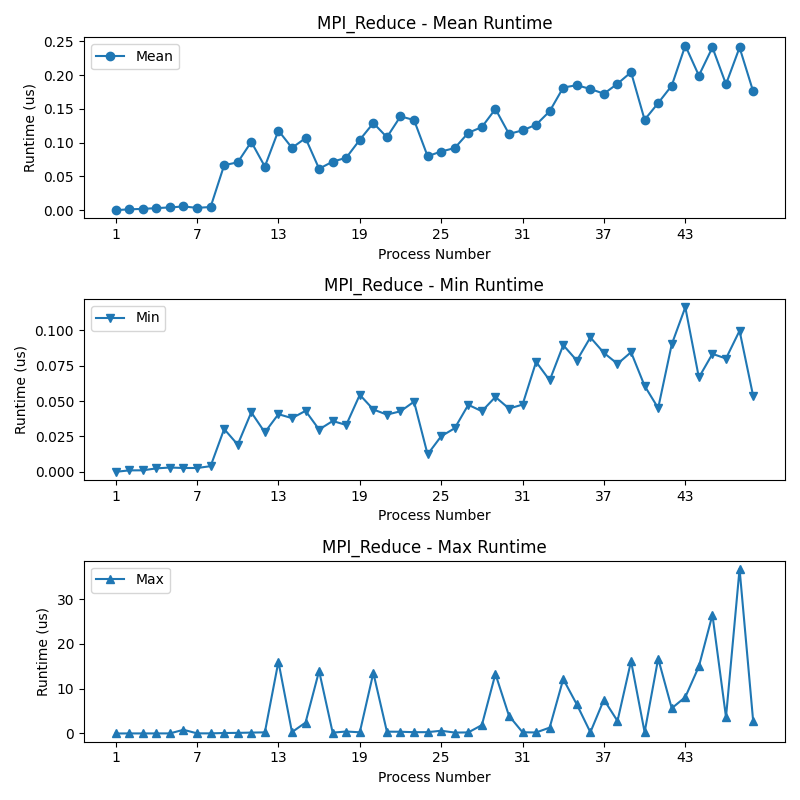 MPI_Reduce - Mean Runtime
Mean
Runtime (us)
0.25
0.20
0.15
0.10
0.05
0.00
1 7 13 19 25 31 37 43
Process Number
MPI_Reduce - Min Runtime
Min
Runtime (us)
0.100
0.075
0.050
0.025
0.000
1 7 13 19 25 31 37 43
Process Number
MPI_Reduce - Max Runtime
Max
Runtime (us)
30
20
10
0
1 7 13 19 25 31 37 43
Process Number